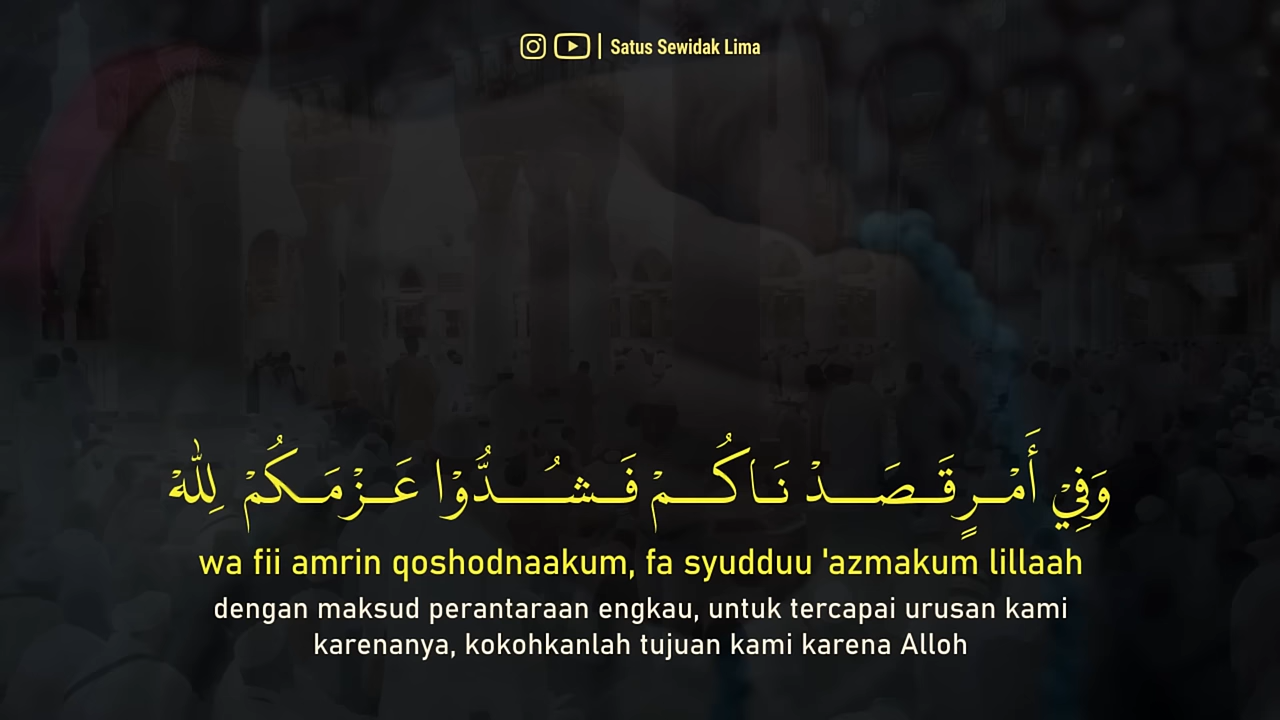 Satus Sewidak Lima
وَفِيْ أَمْرٍ قَصَدْنَاكُمْ فَشُدُّوْا عَزْمَكُمْ لِلّٰهْ
wa fii amrin qoshodnaakum, fa syudduu 'azmakum lillaah
dengan maksud perantaraan engkau, untuk tercapai urusan kami
karenanya, kokohkanlah tujuan kami karena Alloh